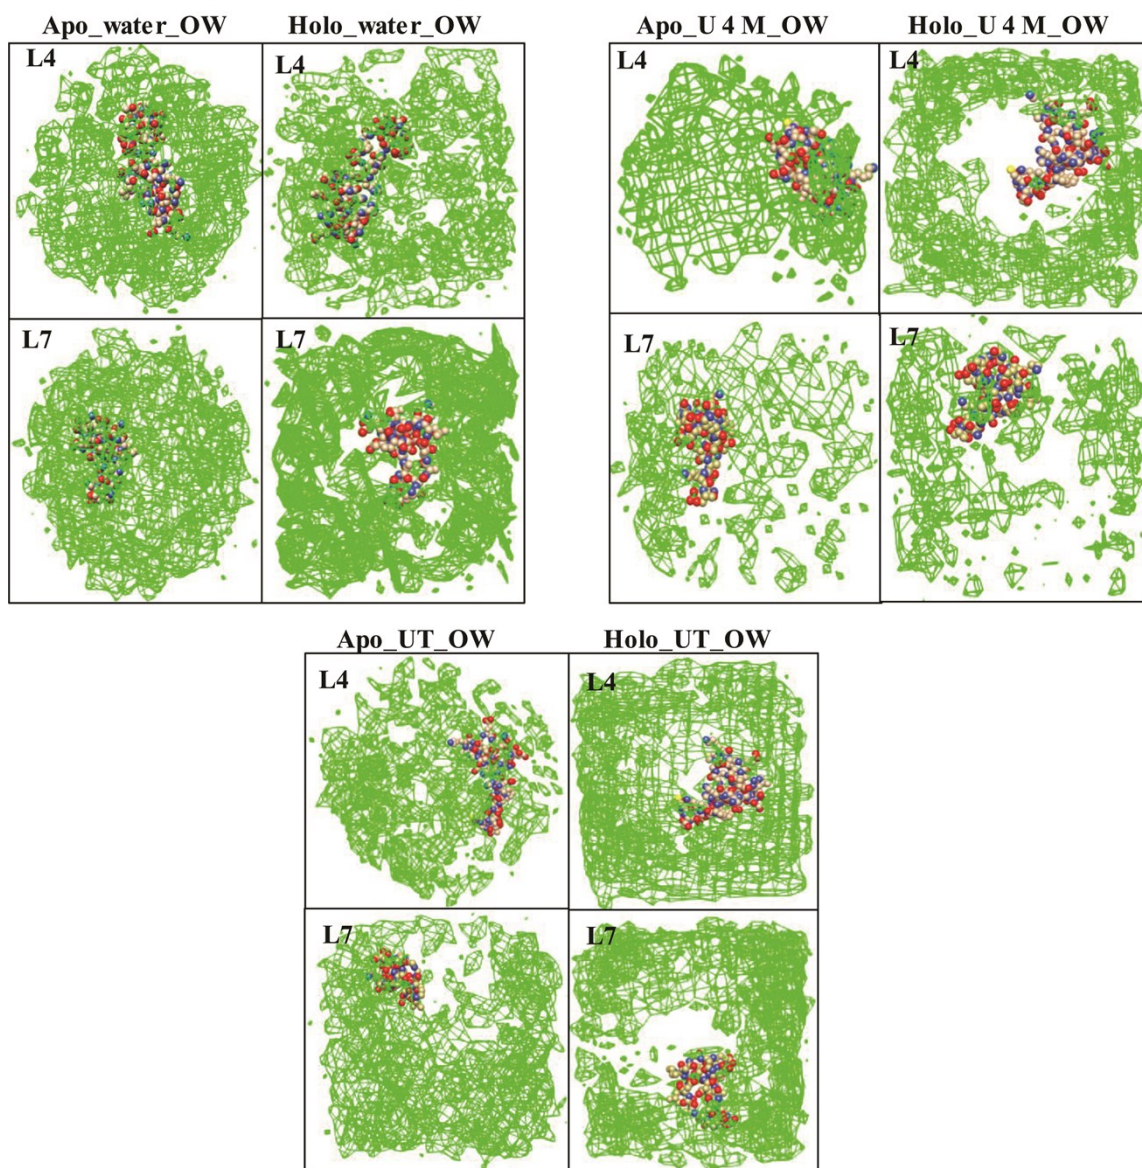 Apo_water_OW Holo_water_OW Apo_U 4 M_OW Holo_U 4 M_OW
L4 L4 L4 L4
L7 L7 L7 L7
Apo_UT_OW Holo_UT_OW
L4 L4
L7 L7